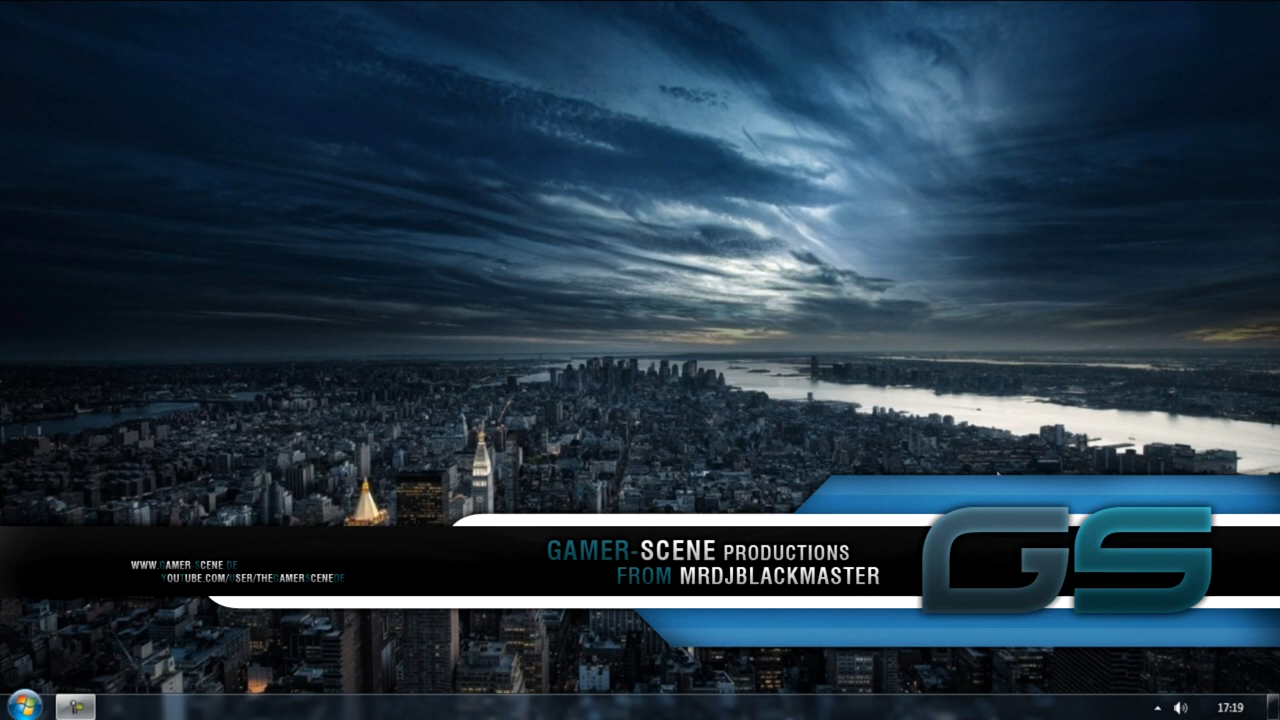 GAMER-SCENE PRODUCTIONS
FROM MRDJBLACKMASTER
WWW.GAMER-SCENE.DE
YOUTUBE.COM/USER/THEGAMERSCENEDE
GS
17:19